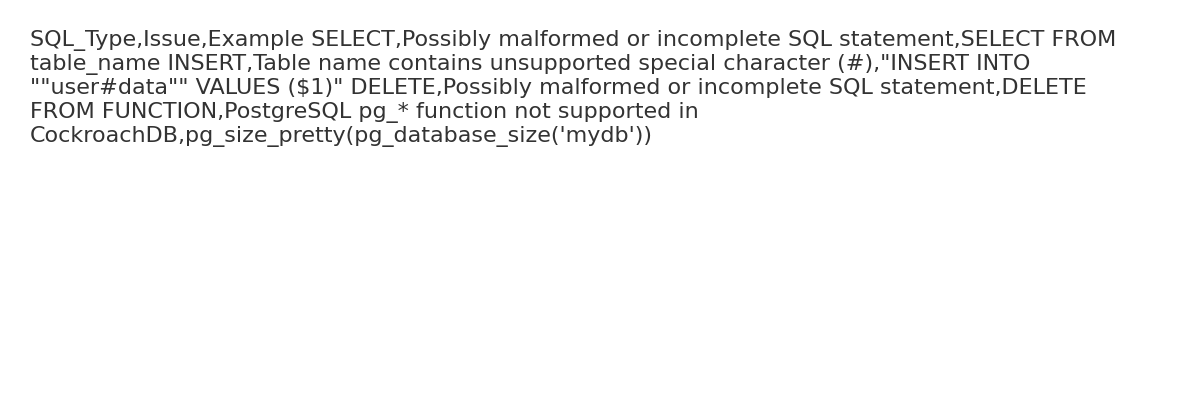 SQL_Type,Issue,Example SELECT,Possibly malformed or incomplete SQL statement,SELECT FROM
table_name INSERT,Table name contains unsupported special character (#),"INSERT INTO
""user#data"" VALUES ($1)" DELETE,Possibly malformed or incomplete SQL statement,DELETE
FROM FUNCTION,PostgreSQL pg_* function not supported in
CockroachDB,pg_size_pretty(pg_database_size('mydb'))